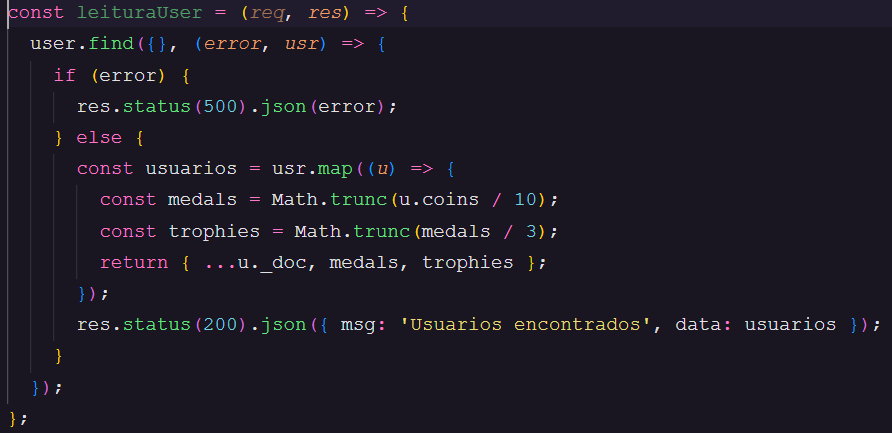 const leituraUser = (req, res) => {
  user.find({}, (error, usr) => {
    if (error) {
      res.status(500).json(error);
    } else {
      const usuarios = usr.map((u) => {
        const medals = Math.trunc(u.coins / 10);
        const trophies = Math.trunc(medals / 3);
        return { ...u._doc, medals, trophies };
      });
      res.status(200).json({ msg: 'Usuarios encontrados', data: usuarios });
    }
  });
};